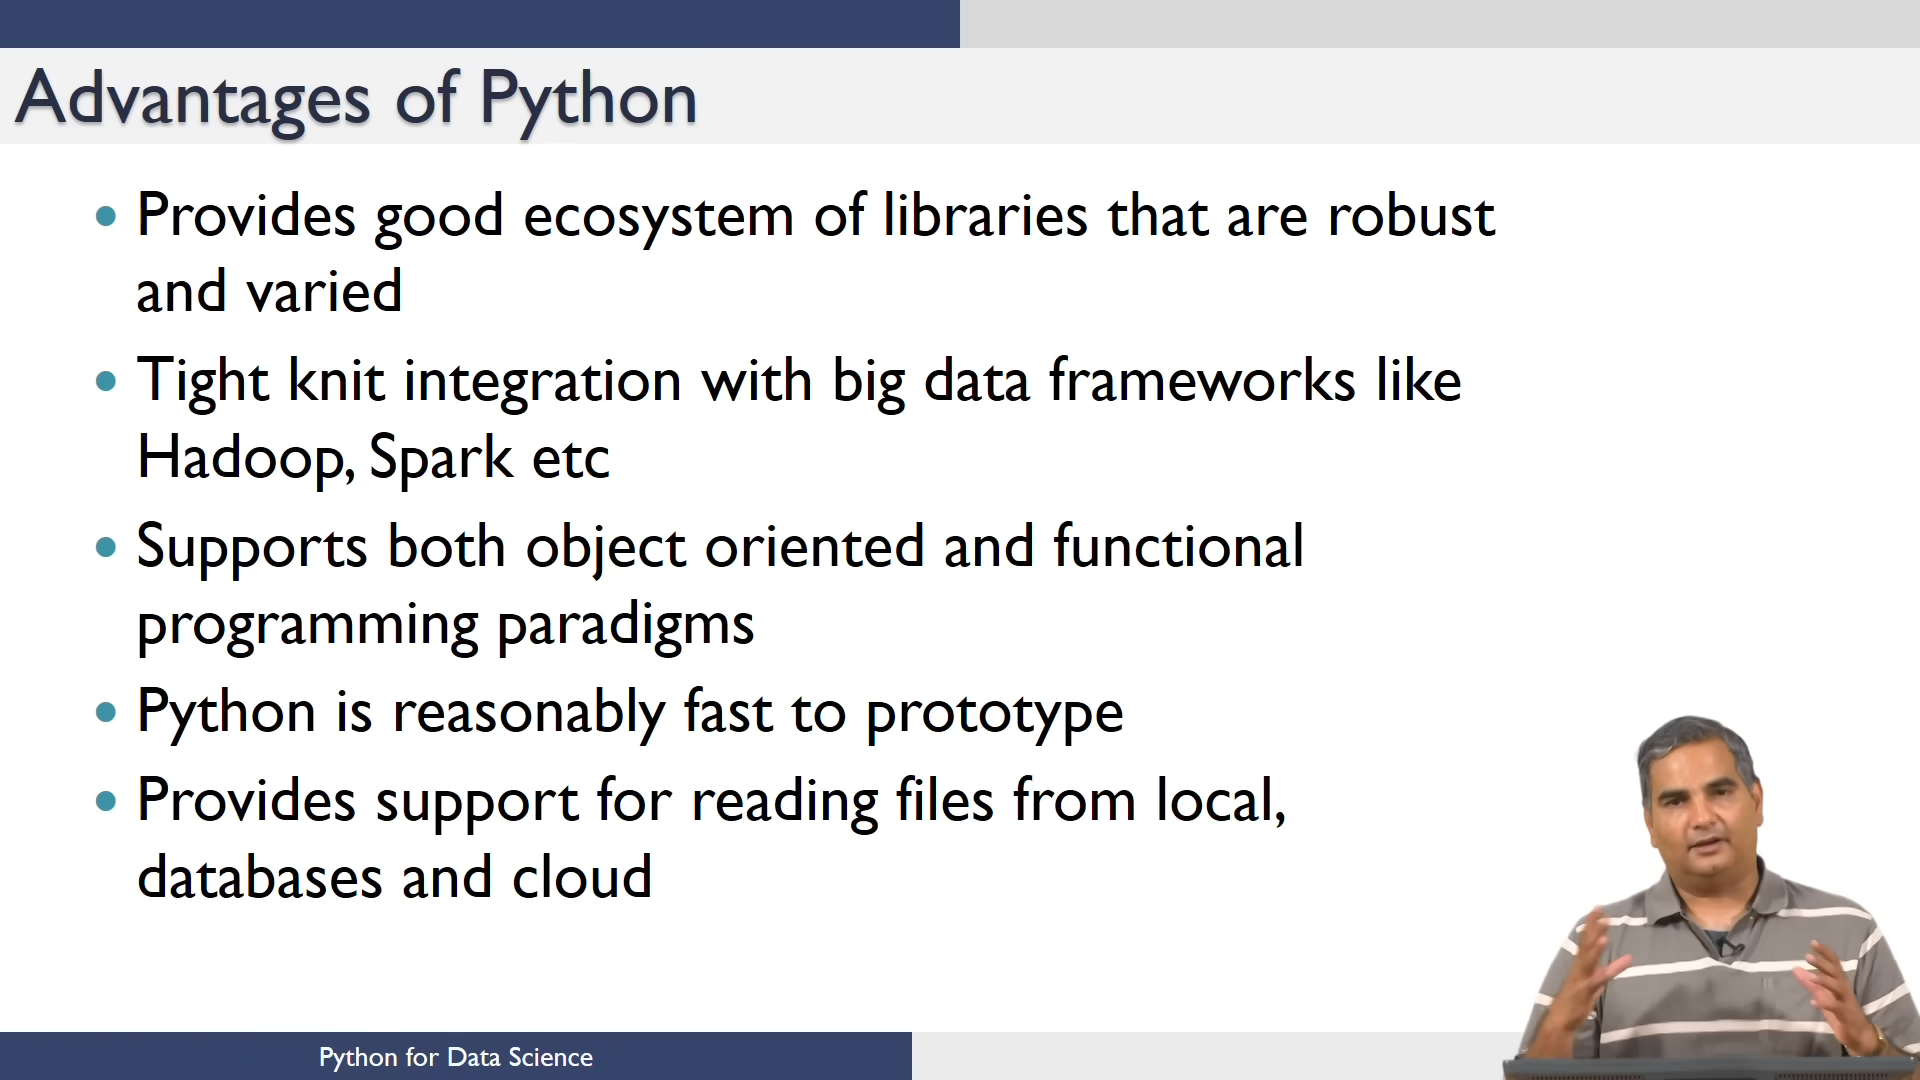 Advantages of Python
• Provides good ecosystem of libraries that are robust
and varied
• Tight knit integration with big data frameworks like
Hadoop, Spark etc
• Supports both object oriented and functional
programming paradigms
• Python is reasonably fast to prototype
• Provides support for reading files from local,
databases and cloud
Python for Data Science